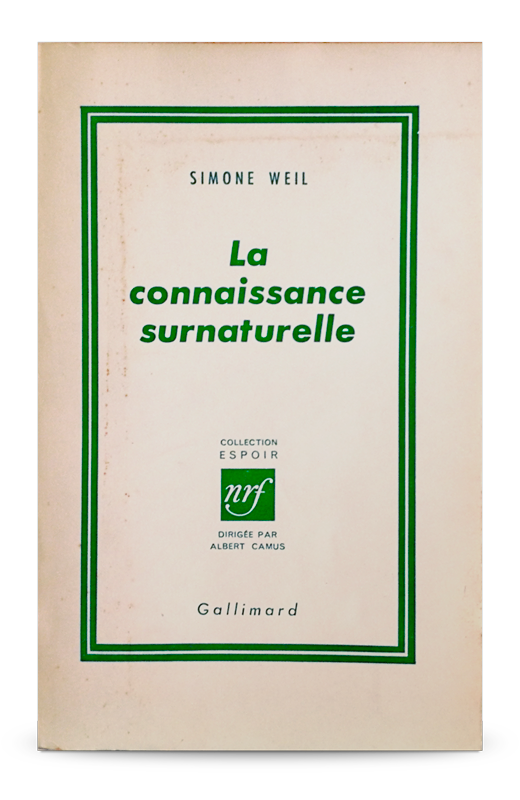 SIMONE WEIL
La
connaissance
surnaturelle
COLLECTION
ESPOIR
nrf
DIRIGÉE PAR
ALBERT CAMUS
Gallimard